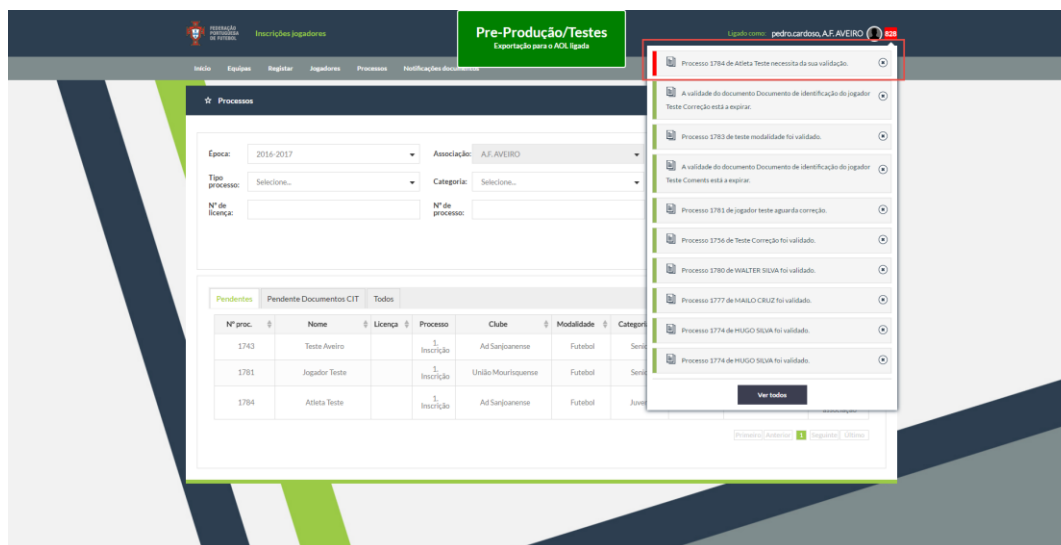 FEDERAÇÃO
PORTUGUESA
DE FUTEBOL
Inscrições jogadores
Pre-Produção/Testes
Exportação para o AOL ligada
Ligado como: pedro.cardoso, A.F. AVEIRO 828
Início Equipas Registar Jogadores Processos Notificações documentos
Processos
Época: 2016-2017 Associação: A.F. AVEIRO
Tipo
processo: Selecione... Categoria: Selecione...
Nº de
licença:
Nº de
processo:
Processo 1784 de Atleta Teste necessita da sua validação.
A validade do documento Documento de identificação do jogador
Teste Correção está a expirar.
Processo 1783 de teste modalidade foi validado.
A validade do documento Documento de identificação do jogador
Teste Coments está a expirar.
Processo 1781 de jogador teste aguarda correção.
Processo 1756 de Teste Correção foi validado.
Processo 1780 de WALTER SILVA foi validado.
Processo 1777 de MAILO CRUZ foi validado.
Processo 1774 de HUGO SILVA foi validado.
Processo 1774 de HUGO SILVA foi validado.
Ver todos
Pendentes Pendente Documentos CIT Todos
Nº proc. Nome Licença Processo Clube Modalidade Categori
1743 Teste Aveiro 1. Inscrição Ad Sanjoanense Futebol Senio
1781 Jogador Teste 1. Inscrição União Mourisquense Futebol Senio
1784 Atleta Teste 1. Inscrição Ad Sanjoanense Futebol Juven
associação
Primeiro Anterior 1 Seguinte Último